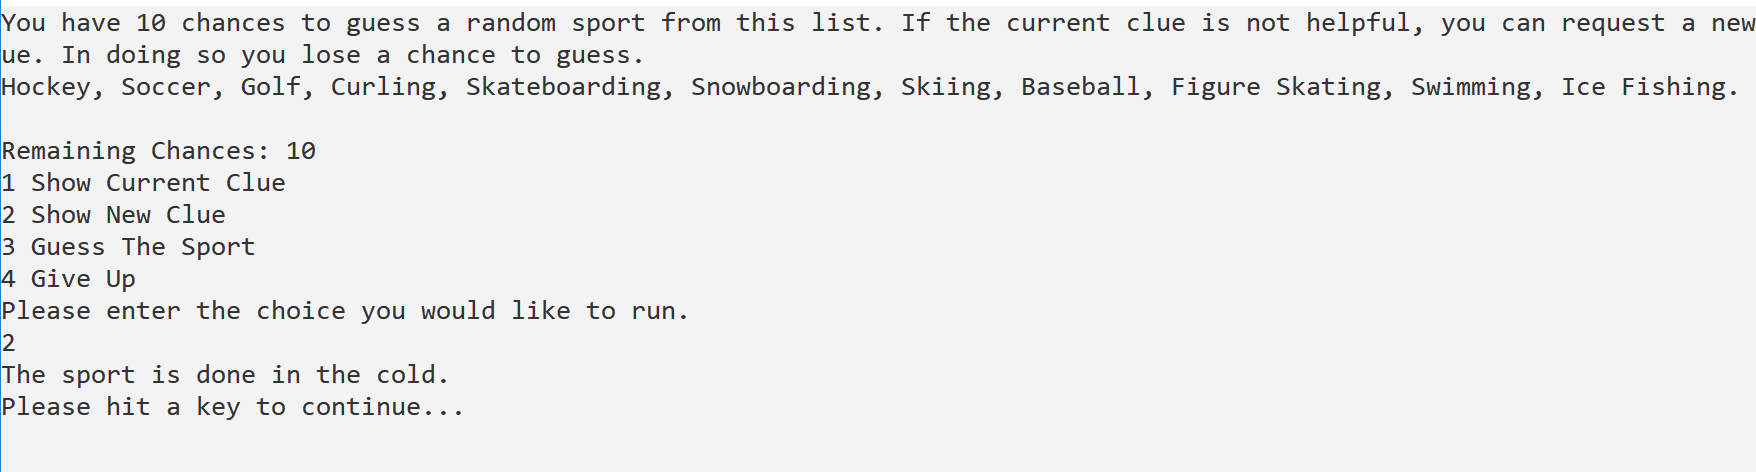 You have 10 chances to guess a random sport from this list. If the current clue is not helpful, you can request a new
ue. In doing so you lose a chance to guess.
Hockey, Soccer, Golf, Curling, Skateboarding, Snowboarding, Skiing, Baseball, Figure Skating, Swimming, Ice Fishing.
Remaining Chances: 10
1 Show Current Clue
2 Show New Clue
3 Guess The Sport
4 Give Up
Please enter the choice you would like to run.
2
The sport is done in the cold.
Please hit a key to continue...